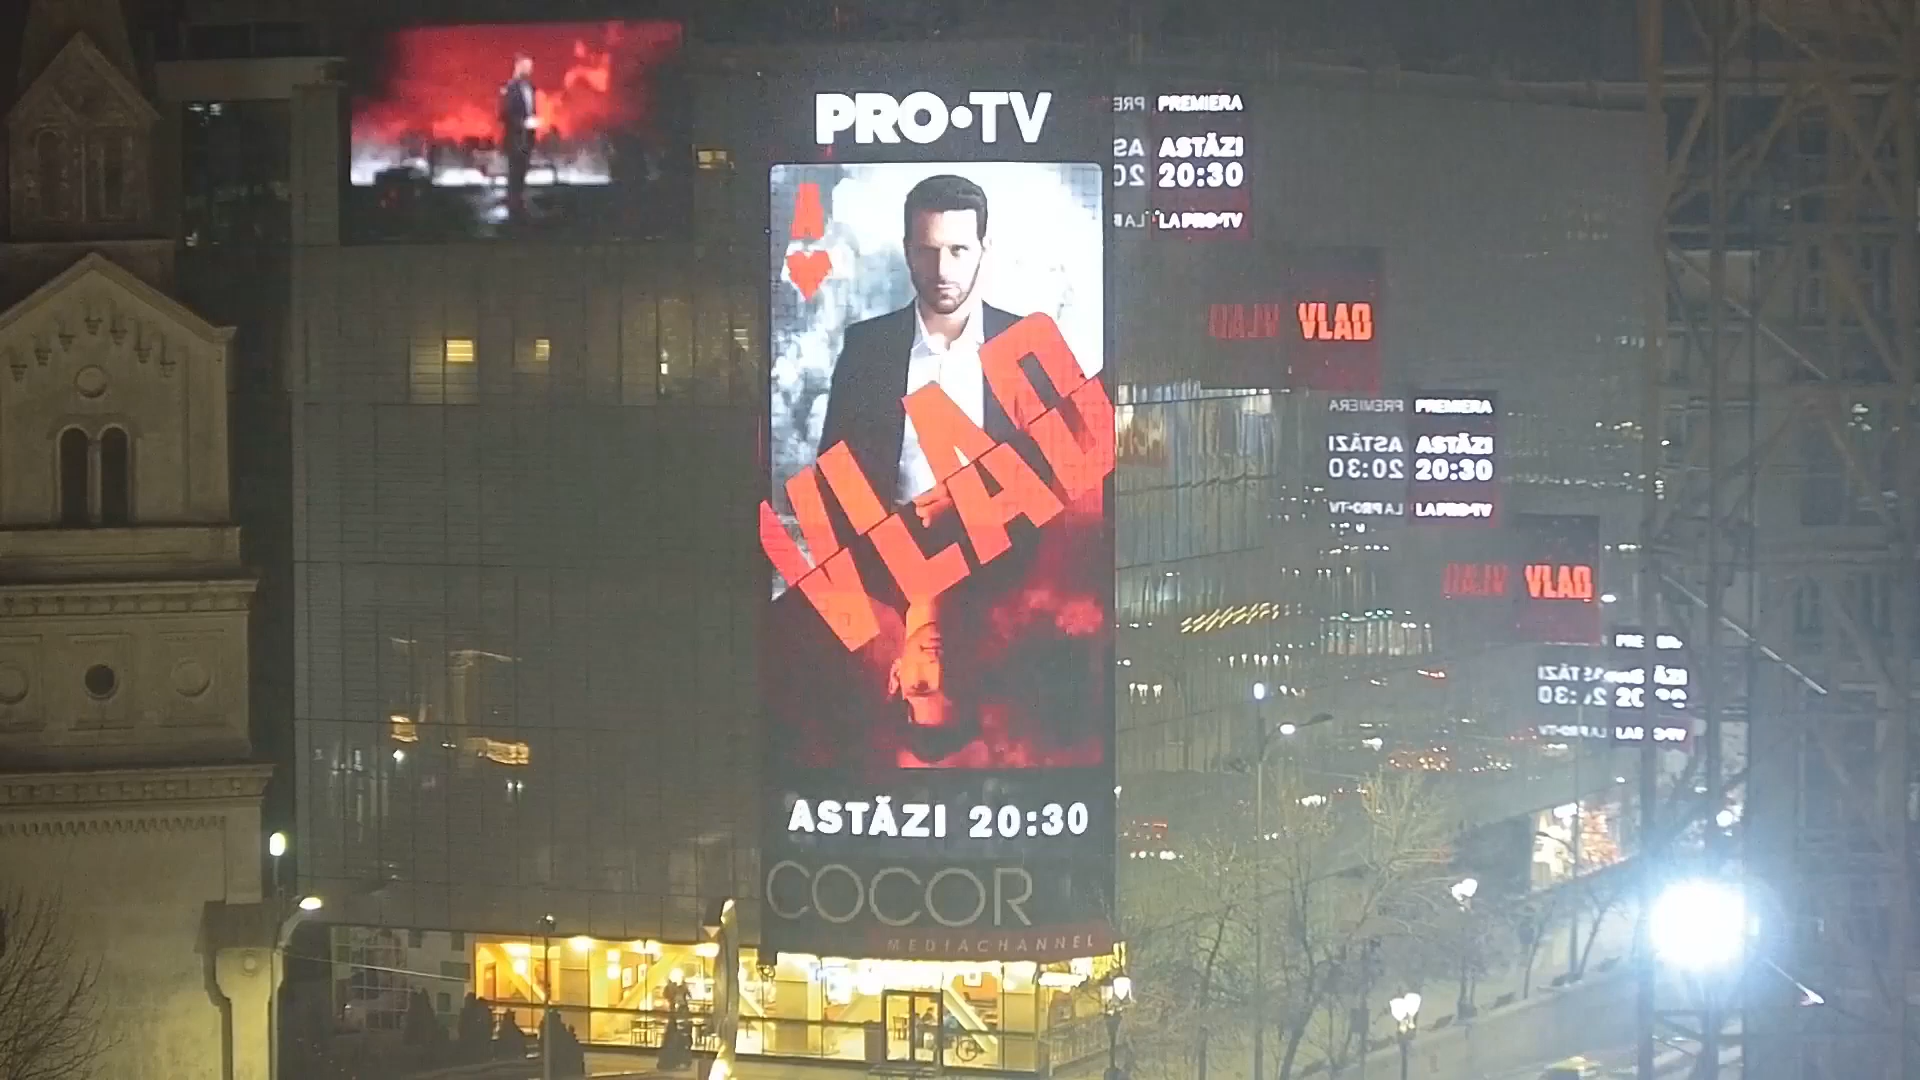 PRO•TV
A
VLAD
VLAD
ASTĂZI 20:30
COCOR
MEDIACHANNEL
PREMIERA
ASTĂZI
20:30
LA PRO•TV
VLAD
PREMIERA
ASTĂZI
20:30
LA PRO•TV
VLAD